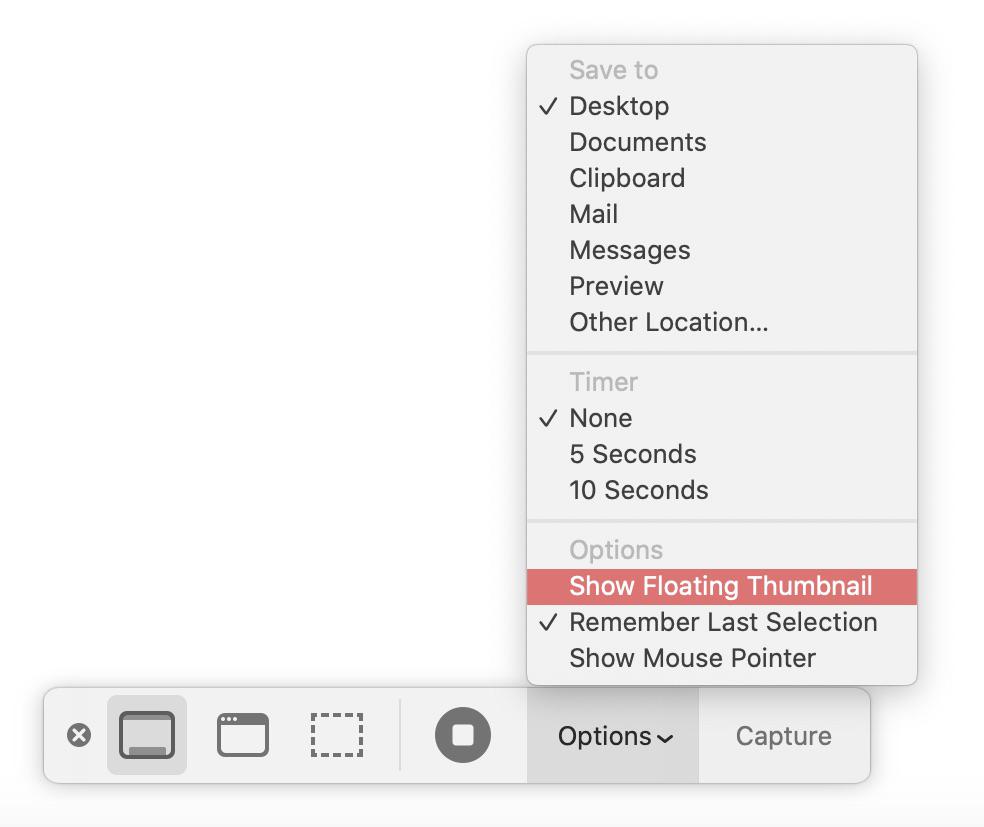 Save to
✓ Desktop
Documents
Clipboard
Mail
Messages
Preview
Other Location...
Timer
✓ None
5 Seconds
10 Seconds
Options
Show Floating Thumbnail
✓ Remember Last Selection
Show Mouse Pointer
Options
Capture